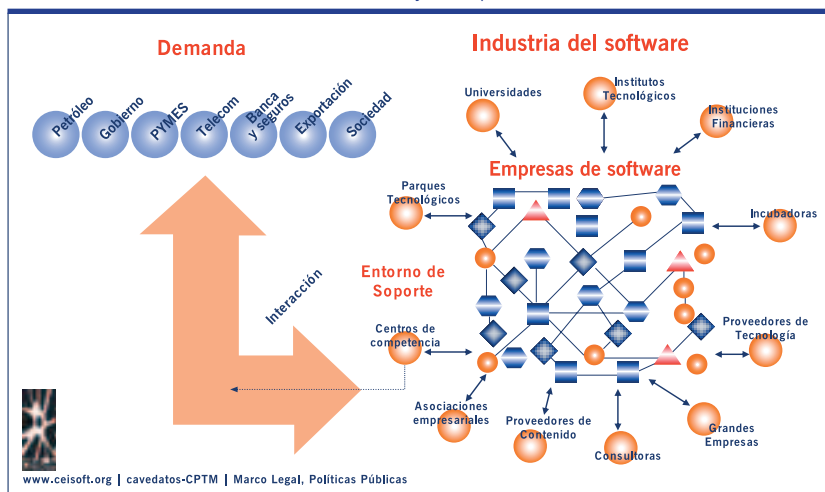 Demanda
Industria del software
Petróleo
Gobierno
PYMES
Telecom
Banca
y seguros
Exportación
Sociedad
Universidades
Institutos
Tecnológicos
Instituciones
Financieras
Empresas de software
Parques
Tecnológicos
Incubadoras
Entorno de
Soporte
Interacción
Centros de
competencia
Proveedores de
Tecnología
Asociaciones
empresariales
Proveedores de
Contenido
Consultoras
Grandes
Empresas
www.ceisoft.org | cavedatos-CPTM | Marco Legal, Políticas Públicas